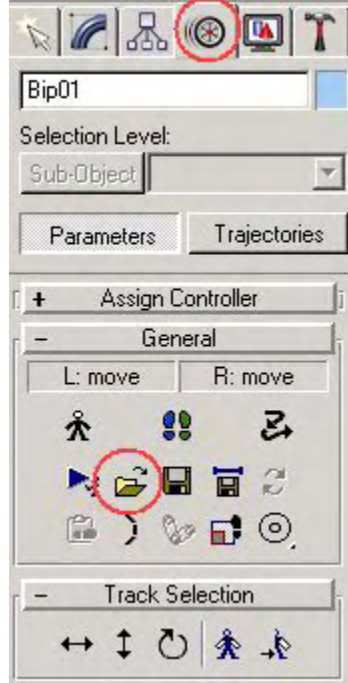 Bip01
Selection Level:
Sub-Object
Parameters Trajectories
+ Assign Controller
- General
L: move R: move
- Track Selection